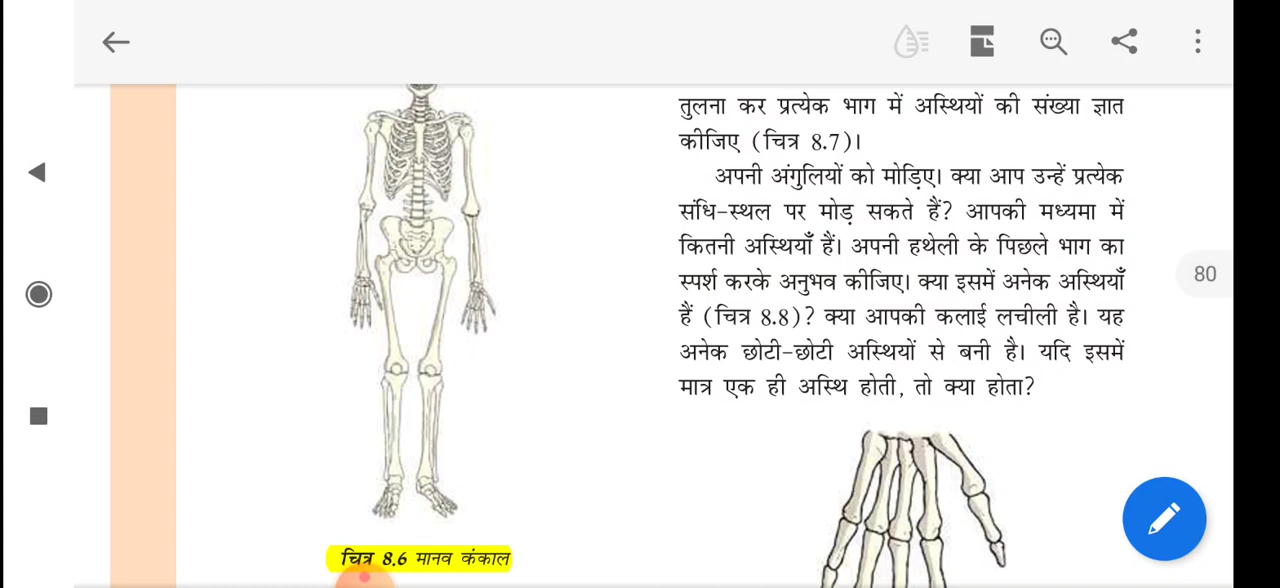 चित्र 8.6 मानव कंकाल
तुलना कर प्रत्येक भाग में अस्थियों की संख्या ज्ञात
कीजिए (चित्र 8.7)।
अपनी अंगुलियों को मोड़िए। क्या आप उन्हें प्रत्येक
संधि-स्थल पर मोड़ सकते हैं? आपकी मध्यमा में
कितनी अस्थियाँ हैं। अपनी हथेली के पिछले भाग का
स्पर्श करके अनुभव कीजिए। क्या इसमें अनेक अस्थियाँ
हैं (चित्र 8.8)? क्या आपकी कलाई लचीली है। यह
अनेक छोटी-छोटी अस्थियों से बनी है। यदि इसमें
मात्र एक ही अस्थि होती, तो क्या होता?
80